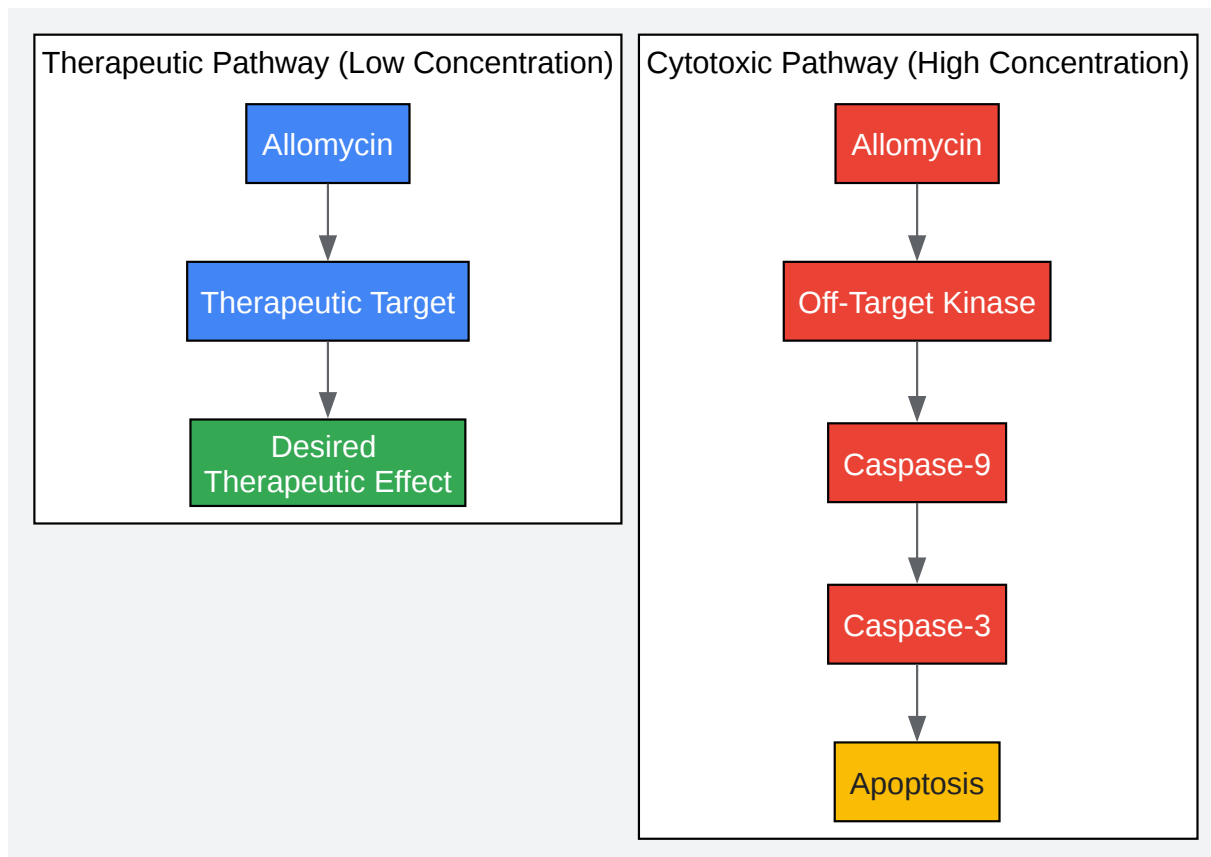 Therapeutic Pathway (Low Concentration)
Allomycin
Therapeutic Target
Desired
Therapeutic Effect
Cytotoxic Pathway (High Concentration)
Allomycin
Off-Target Kinase
Caspase-9
Caspase-3
Apoptosis